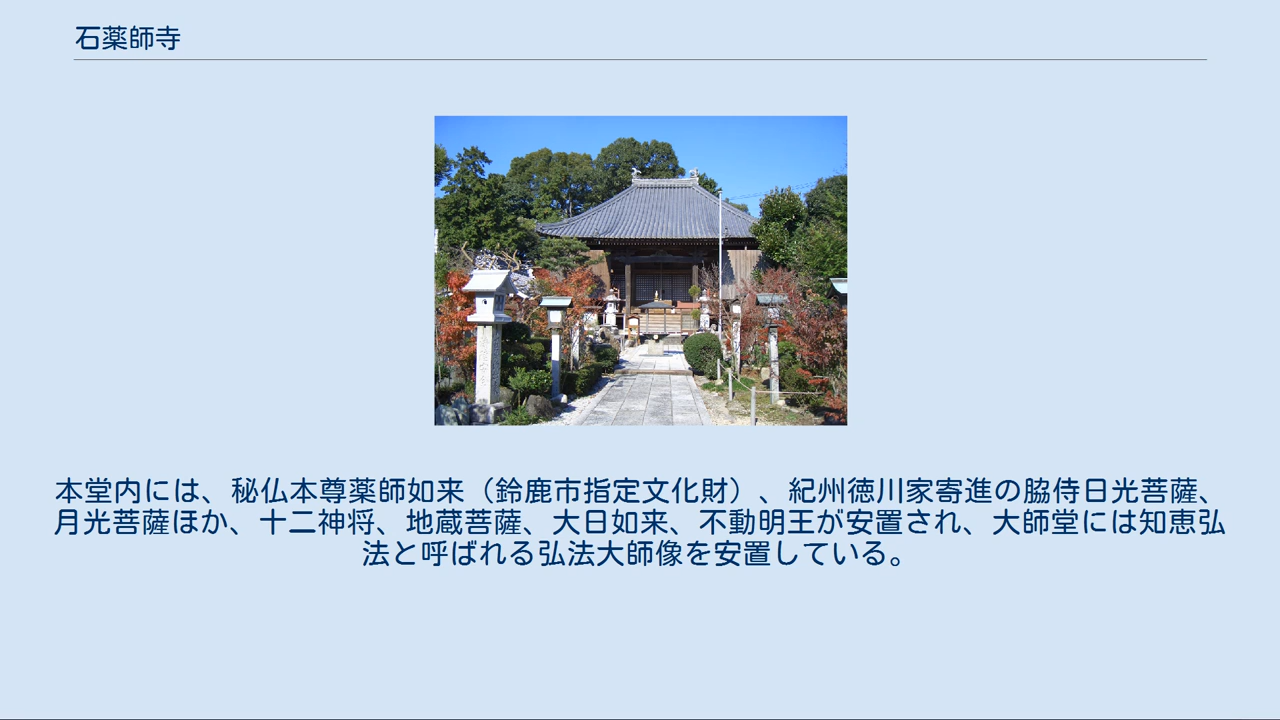 石薬師寺
本堂内には、秘仏本尊薬師如来（鈴鹿市指定文化財）、紀州徳川家寄進の脇侍日光菩薩、
月光菩薩ほか、十二神将、地蔵菩薩、大日如来、不動明王が安置され、大師堂には知恵弘
法と呼ばれる弘法大師像を安置している。